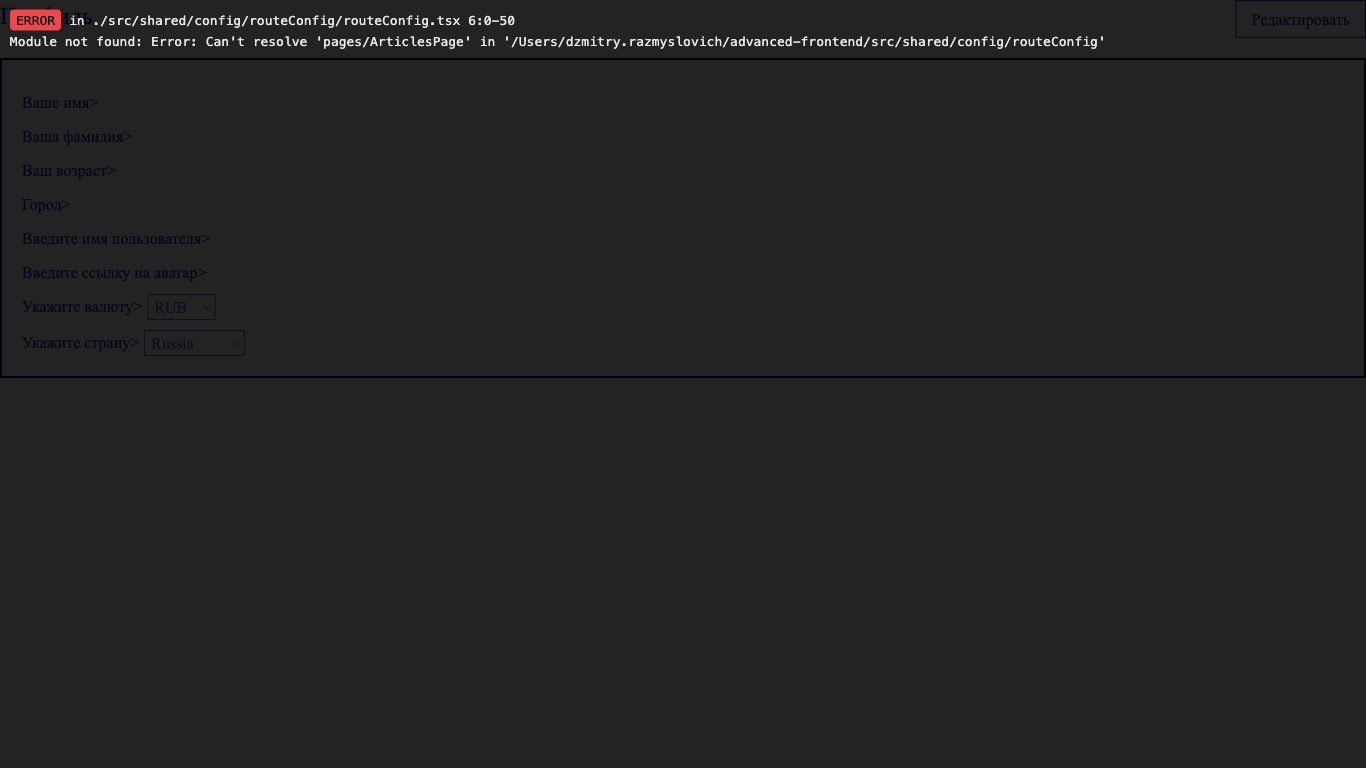 ERROR in ./src/shared/config/routeConfig/routeConfig.tsx 6:0-50
Редактировать
Module not found: Error: Can't resolve 'pages/ArticlesPage' in '/Users/dzmitry.razmyslovich/advanced-frontend/src/shared/config/routeConfig'
Ваше имя>
Ваша фамилия>
Ваш возраст>
Город>
Введите имя пользователя>
Введите ссылку на аватар>
Укажите валюту> RUB
Укажите страну> Russia